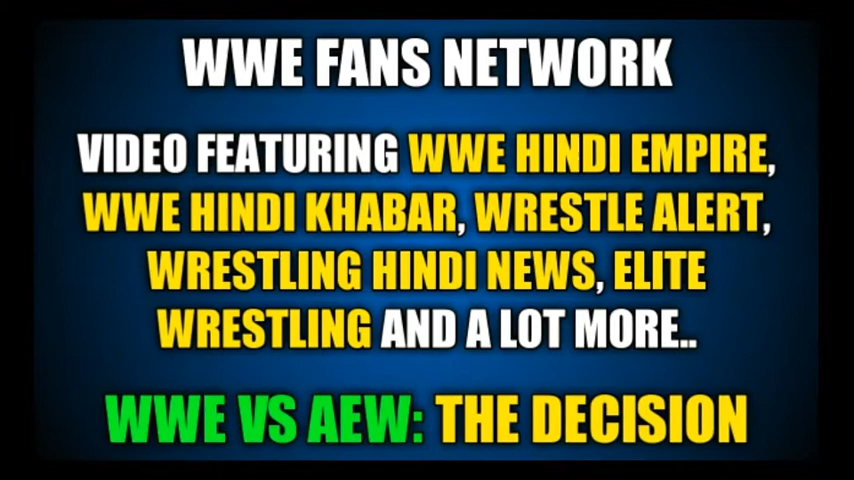 WWE FANS NETWORK
VIDEO FEATURING WWE HINDI EMPIRE,
WWE HINDI KHABAR, WRESTLE ALERT,
WRESTLING HINDI NEWS, ELITE
WRESTLING AND A LOT MORE..
WWE VS AEW: THE DECISION